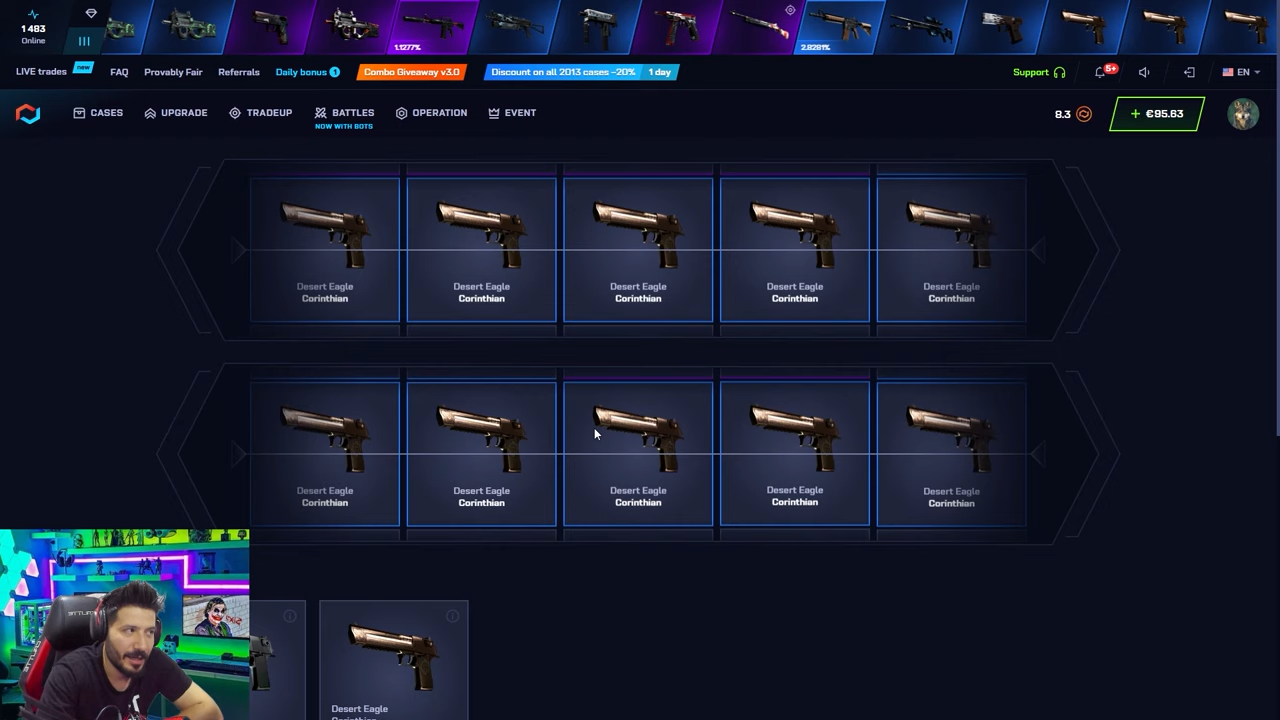 1 483
Online
1.1277%
2.8281%
LIVE trades new FAQ Provably Fair Referrals Daily bonus 1 Combo Giveaway v3.0 Discount on all 2013 cases -20% 1 day Support 5+ EN
CASES UPGRADE TRADEUP BATTLES OPERATION EVENT 8.3 + €95.63
NOW WITH BOTS
Desert Eagle Desert Eagle Desert Eagle Desert Eagle Desert Eagle
Corinthian Corinthian Corinthian Corinthian Corinthian
Desert Eagle Desert Eagle Desert Eagle Desert Eagle Desert Eagle
Corinthian Corinthian Corinthian Corinthian Corinthian
Desert Eagle
Corinthian